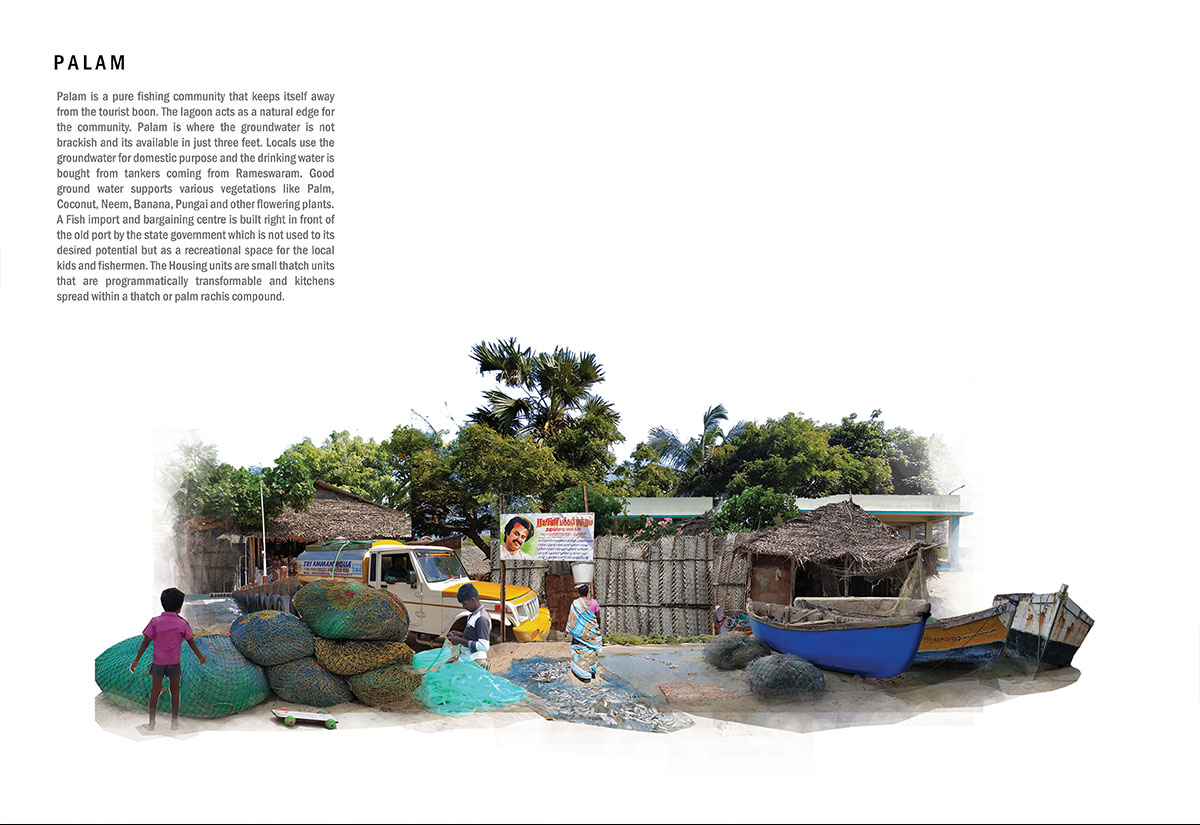 PALAM
Palam is a pure fishing community that keeps itself away
from the tourist boon. The lagoon acts as a natural edge for
the community. Palam is where the groundwater is not
brackish and its available in just three feet. Locals use the
groundwater for domestic purpose and the drinking water is
bought from tankers coming from Rameswaram. Good
ground water supports various vegetations like Palm,
Coconut, Neem, Banana, Pungai and other flowering plants.
A Fish import and bargaining centre is built right in front of
the old port by the state government which is not used to its
desired potential but as a recreational space for the local
kids and fishermen. The Housing units are small thatch units
that are programmatically transformable and kitchens
spread within a thatch or palm rachis compound.
SRI AMMAN AQUA